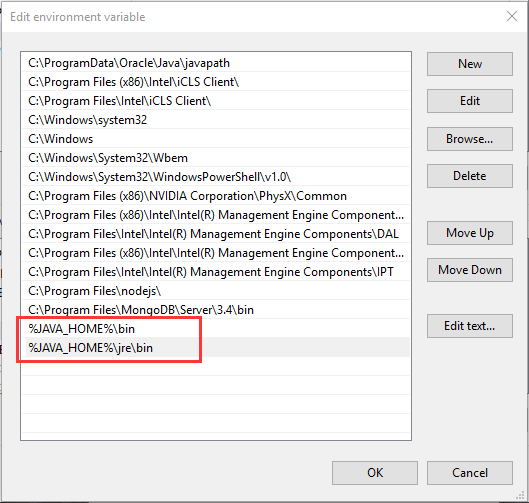 Edit environment variable
C:\ProgramData\Oracle\Java\javapath
C:\Program Files (x86)\Intel\iCLS Client\
C:\Program Files\Intel\iCLS Client\
C:\Windows\system32
C:\Windows
C:\Windows\System32\Wbem
C:\Windows\System32\WindowsPowerShell\v1.0\
C:\Program Files (x86)\NVIDIA Corporation\PhysX\Common
C:\Program Files (x86)\Intel\Intel(R) Management Engine Component...
C:\Program Files\Intel\Intel(R) Management Engine Components\DAL
C:\Program Files (x86)\Intel\Intel(R) Management Engine Component...
C:\Program Files\Intel\Intel(R) Management Engine Components\IPT
C:\Program Files\nodejs\
C:\Program Files\MongoDB\Server\3.4\bin
%JAVA_HOME%\bin
%JAVA_HOME%\jre\bin
New
Edit
Browse...
Delete
Move Up
Move Down
Edit text...
OK
Cancel